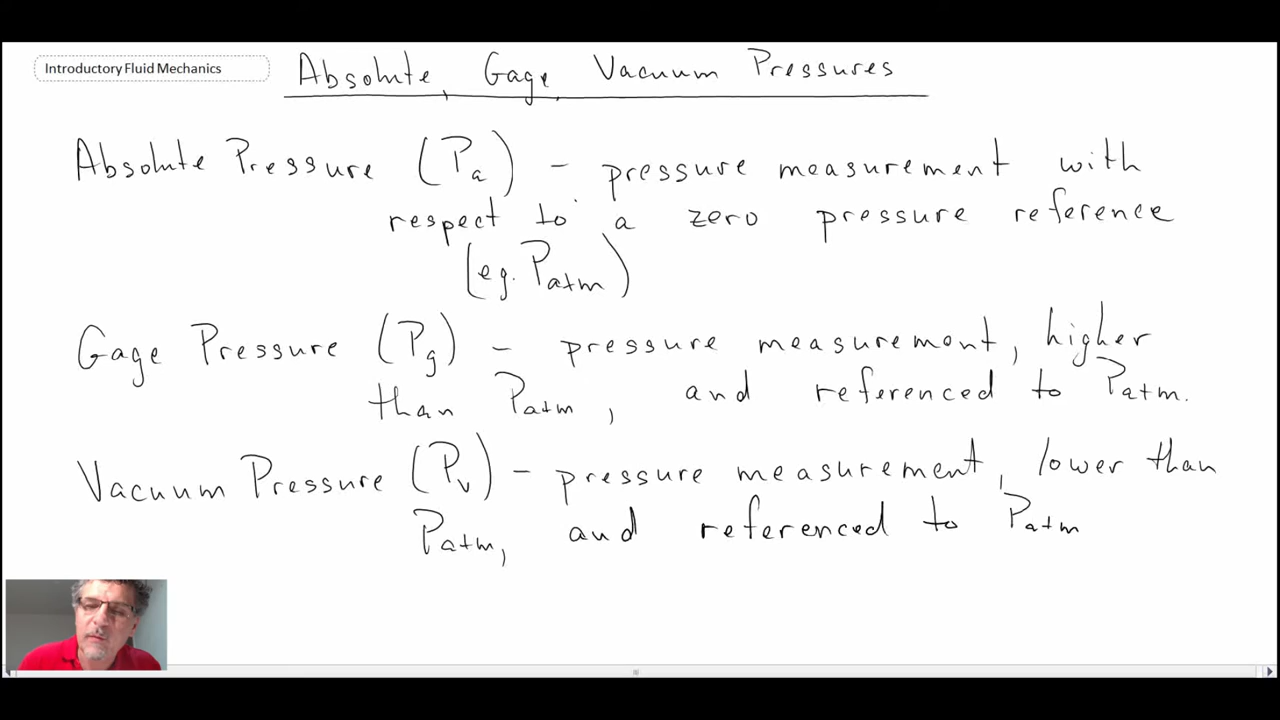 Introductory Fluid Mechanics
Absolute, Gage, Vacuum Pressures
Absolute Pressure (Pa) - pressure measurement with
respect to a zero pressure reference
(eg. Patm)
Gage Pressure (Pg) - pressure measurement, higher
than Patm, and referenced to Patm.
Vacuum Pressure (Pv) - pressure measurement, lower than
Patm, and referenced to Patm